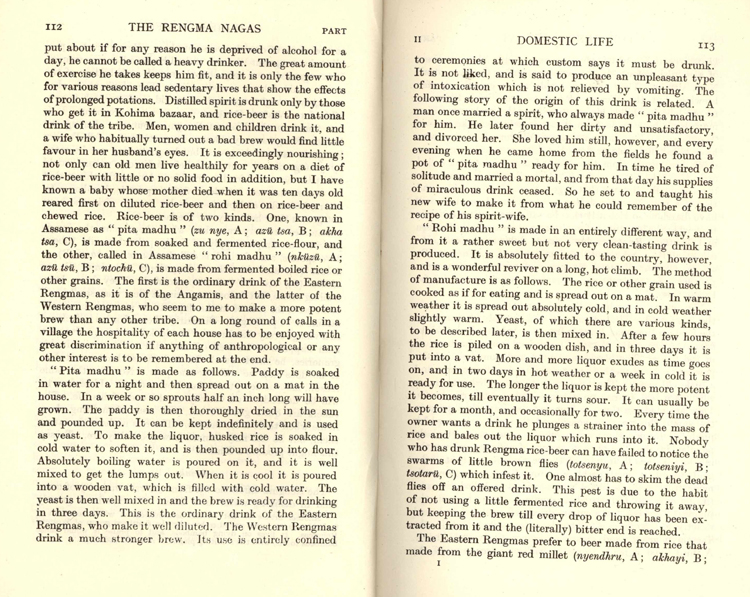 112 THE RENGMA NAGAS PART
put about if for any reason he is deprived of alcohol for a
day, he cannot be called a heavy drinker. The great amount
of exercise he takes keeps him fit, and it is only the few who
for various reasons lead sedentary lives that show the effects
of prolonged potations. Distilled spirit is drunk only by those
who get it in Kohima bazaar, and rice-beer is the national
drink of the tribe. Men, women and children drink it, and
a wife who habitually turned out a bad brew would find little
favour in her husband's eyes. It is exceedingly nourishing;
not only can old men live healthily for years on a diet of
rice-beer with little or no solid food in addition, but I have
known a baby whose mother died when it was ten days old
reared first on diluted rice-beer and then on rice-beer and
chewed rice. Rice-beer is of two kinds. One, known in
Assamese as " pita madhu " (zu nye, A; azü tsa, B; akha
tsa, C), is made from soaked and fermented rice-flour, and
the other, called in Assamese " rohi madhu " (nküzü, A;
azü tsü, B; ntochü, C), is made from fermented boiled rice or
other grains. The first is the ordinary drink of the Eastern
Rengmas, as it is of the Angamis, and the latter of the
Western Rengmas, who seem to me to make a more potent
brew than any other tribe. On a long round of calls in a
village the hospitality of each house has to be enjoyed with
great discrimination if anything of anthropological or any
other interest is to be remembered at the end.
" Pita madhu " is made as follows. Paddy is soaked
in water for a night and then spread out on a mat in the
house. In a week or so sprouts half an inch long will have
grown. The paddy is then thoroughly dried in the sun
and pounded up. It can be kept indefinitely and is used
as yeast. To make the liquor, husked rice is soaked in
cold water to soften it, and is then pounded up into flour.
Absolutely boiling water is poured on it, and it is well
mixed to get the lumps out. When it is cool it is poured
into a wooden vat, which is filled with cold water. The
yeast is then well mixed in and the brew is ready for drinking
in three days. This is the ordinary drink of the Eastern
Rengmas, who make it well diluted. The Western Rengmas
drink a much stronger brew. Its use is entirely confined
II DOMESTIC LIFE 113
to ceremonies at which custom says it must be drunk.
It is not liked, and is said to produce an unpleasant type
of intoxication which is not relieved by vomiting. The
following story of the origin of this drink is related. A
man once married a spirit, who always made " pita madhu "
for him. He later found her dirty and unsatisfactory,
and divorced her. She loved him still, however, and every
evening when he came home from the fields he found a
pot of " pita madhu " ready for him. In time he tired of
solitude and married a mortal, and from that day his supplies
of miraculous drink ceased. So he set to and taught his
new wife to make it from what he could remember of the
recipe of his spirit-wife.
" Rohi madhu " is made in an entirely different way, and
from it a rather sweet but not very clean-tasting drink is
produced. It is absolutely fitted to the country, however,
and is a wonderful reviver on a long, hot climb. The method
of manufacture is as follows. The rice or other grain used is
cooked as if for eating and is spread out on a mat. In warm
weather it is spread out absolutely cold, and in cold weather
slightly warm. Yeast, of which there are various kinds,
to be described later, is then mixed in. After a few hours
the rice is piled on a wooden dish, and in three days it is
put into a vat. More and more liquor exudes as time goes
on, and in two days in hot weather or a week in cold it is
ready for use. The longer the liquor is kept the more potent
it becomes, till eventually it turns sour. It can usually be
kept for a month, and occasionally for two. Every time the
owner wants a drink he plunges a strainer into the mass of
rice and bales out the liquor which runs into it. Nobody
who has drunk Rengma rice-beer can have failed to notice the
swarms of little brown flies (totsenyu, A; totseniyi, B;
tsotarü, C) which infest it. One almost has to skim the dead
flies off an offered drink. This pest is due to the habit
of not using a little fermented rice and throwing it away,
but keeping the brew till every drop of liquor has been ex-
tracted from it and the (literally) bitter end is reached.
The Eastern Rengmas prefer to beer made from rice that
made from the giant red millet (nyendhru, A; akhayi, B;
I